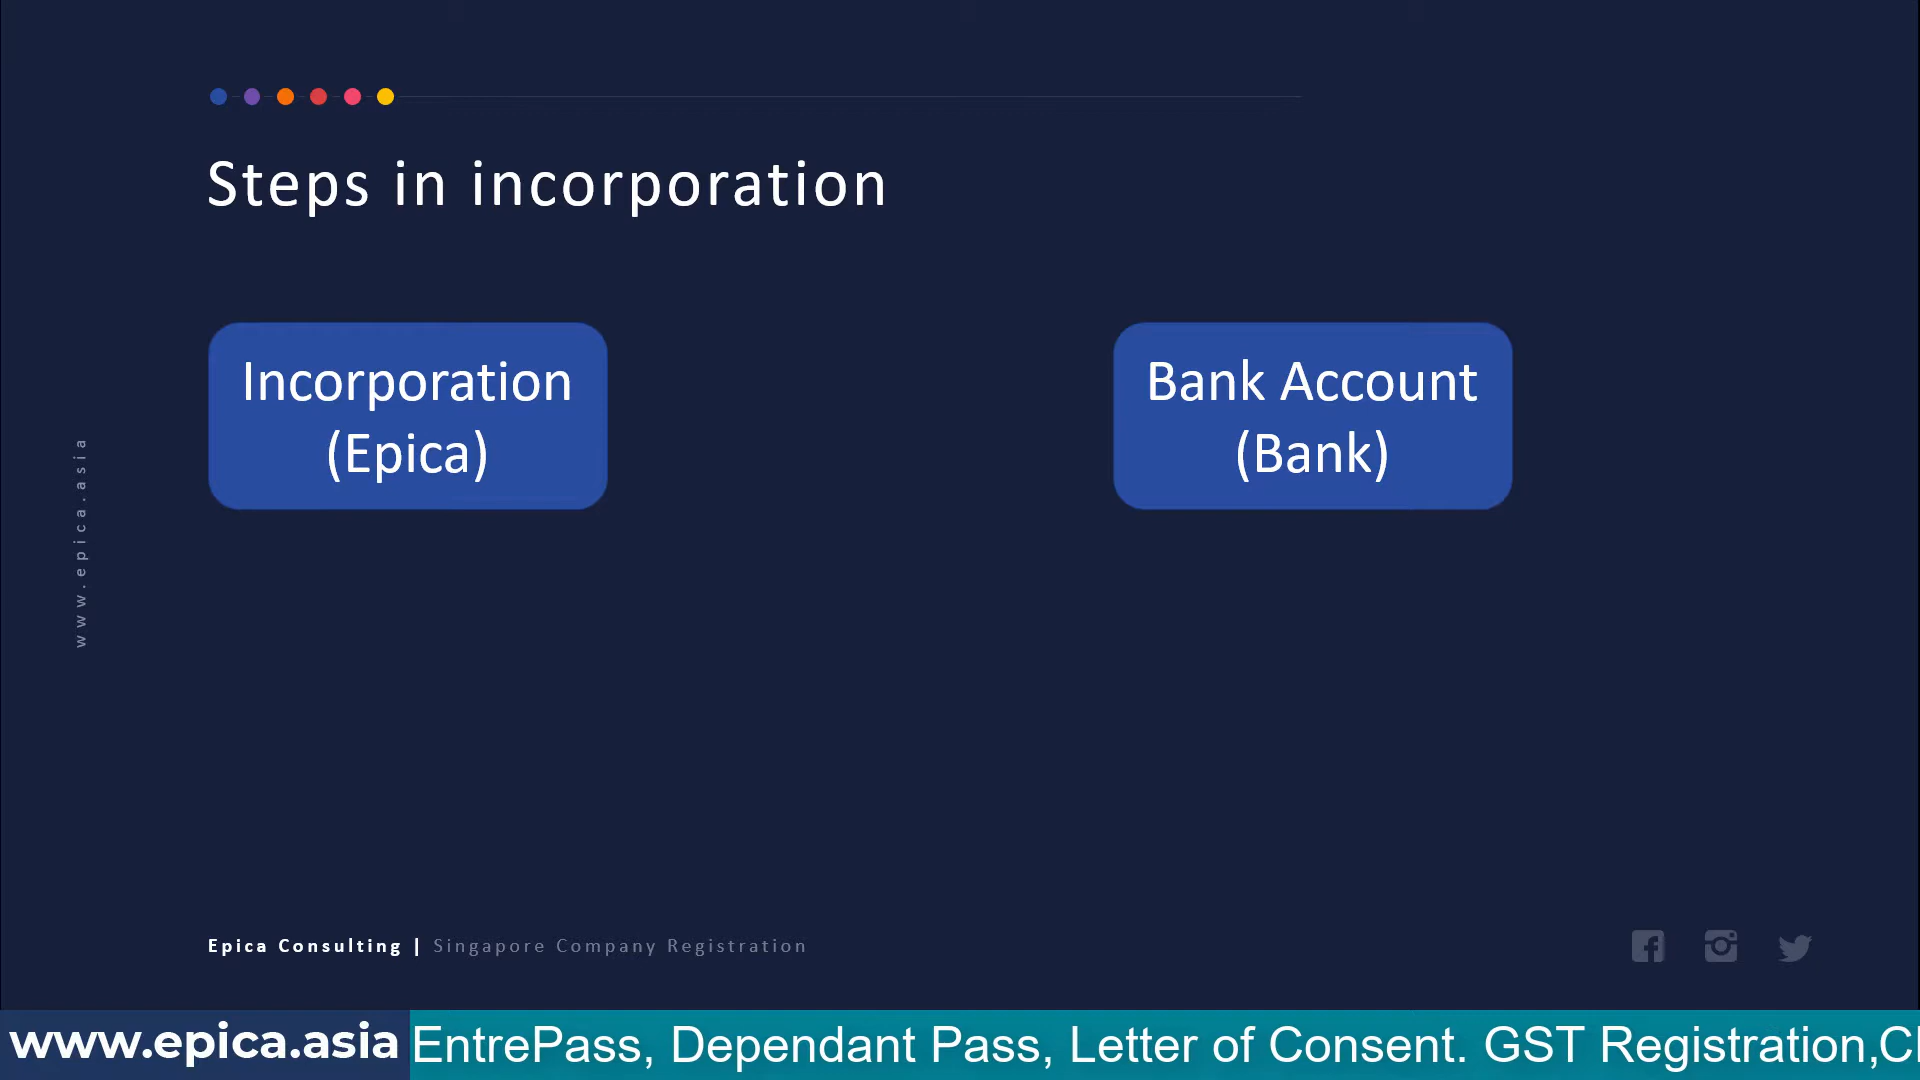 Steps in incorporation
Incorporation
(Epica)
Bank Account
(Bank)
www.epica.asia
Epica Consulting | Singapore Company Registration
www.epica.asia
EntrePass, Dependant Pass, Letter of Consent. GST Registration,